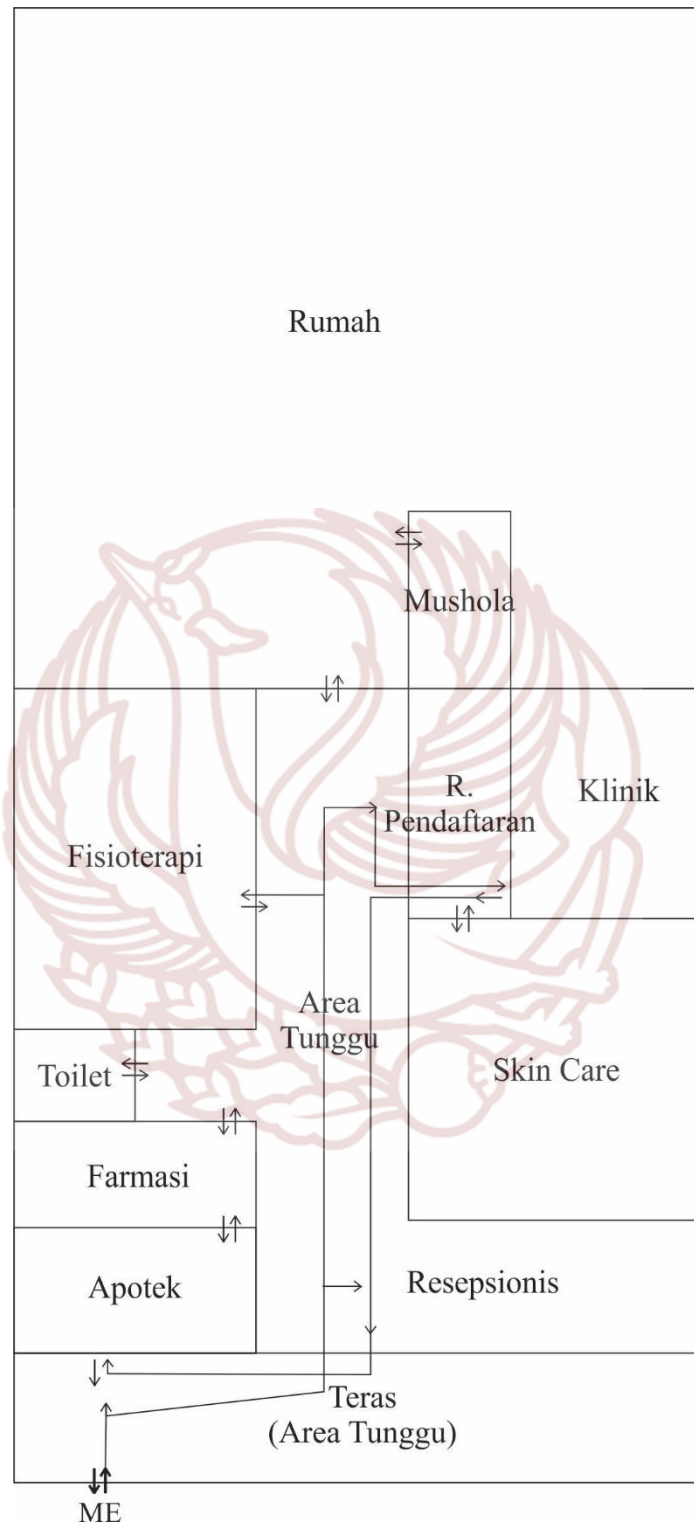 Rumah
Mushola
R.
Pendaftaran
Klinik
Fisioterapi
Area
Tunggu
Toilet
Skin Care
Farmasi
Apotek
Resepsionis
Teras
(Area Tunggu)
ME